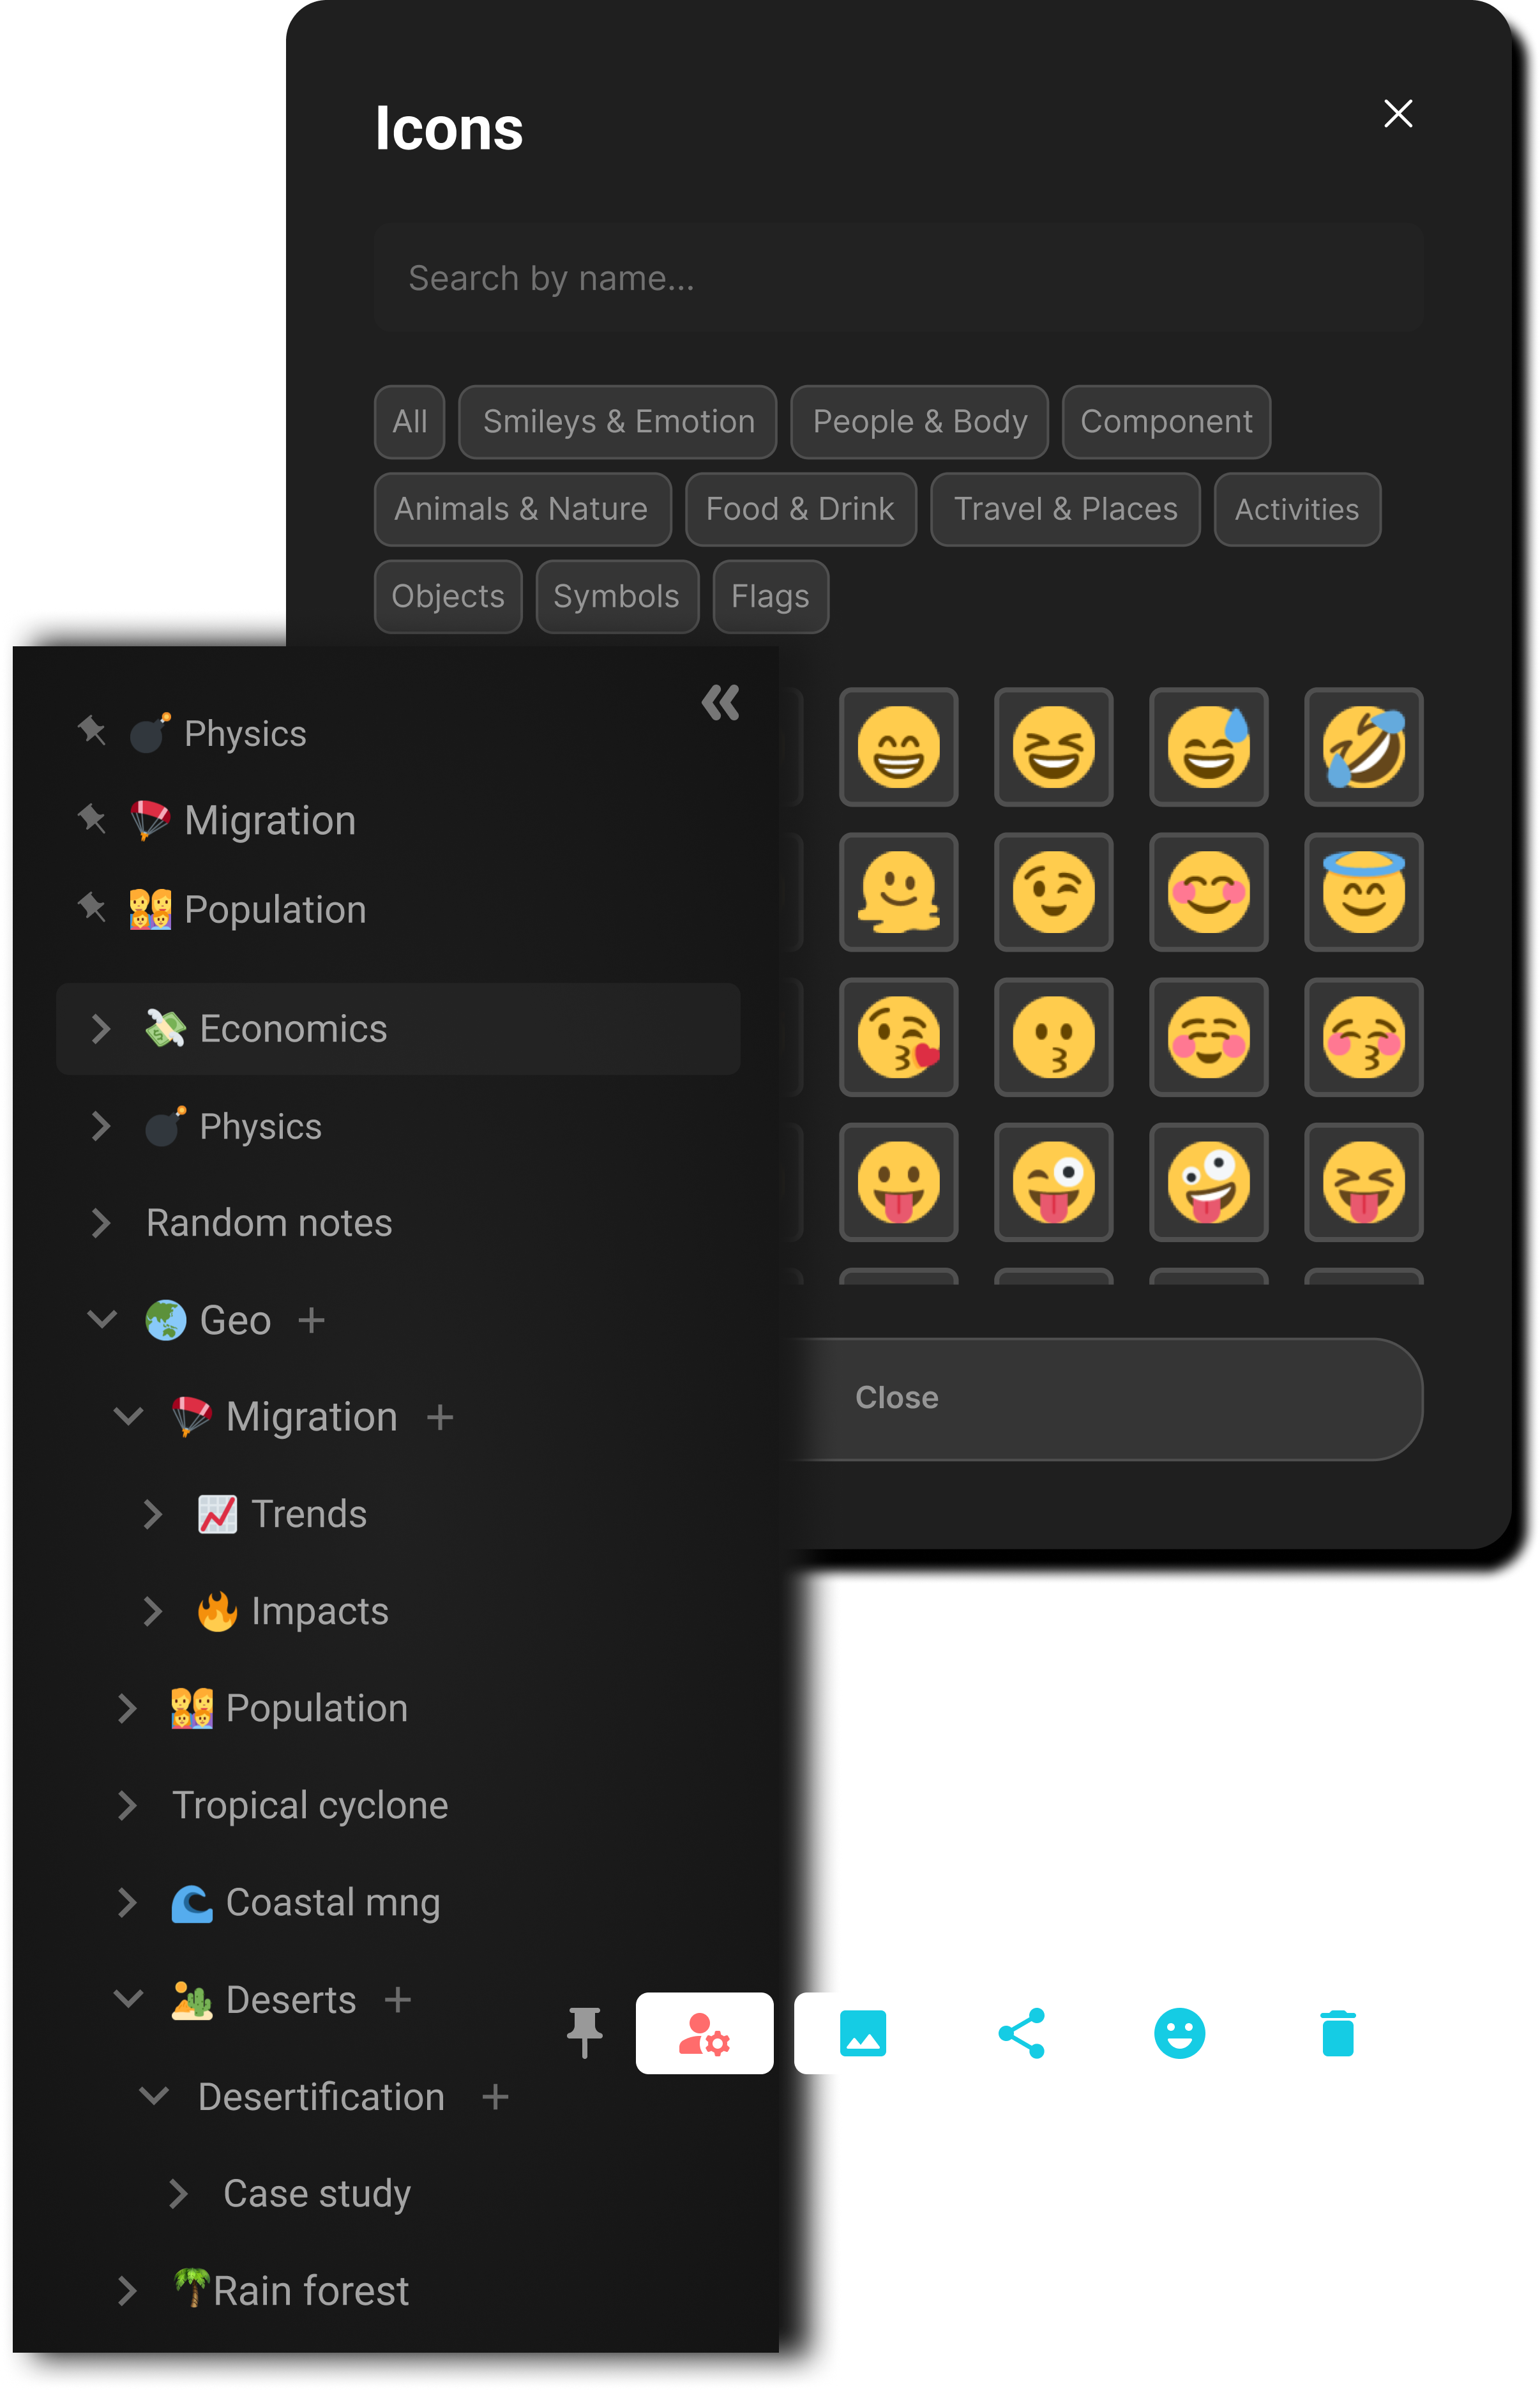 Icons
Search by name...
All Smileys & Emotion People & Body Component
Animals & Nature Food & Drink Travel & Places Activities
Objects Symbols Flags
Close
Physics
Migration
Population
Economics
Physics
Random notes
Geo
Migration
Trends
Impacts
Population
Tropical cyclone
Coastal mng
Deserts
Desertification
Case study
Rain forest